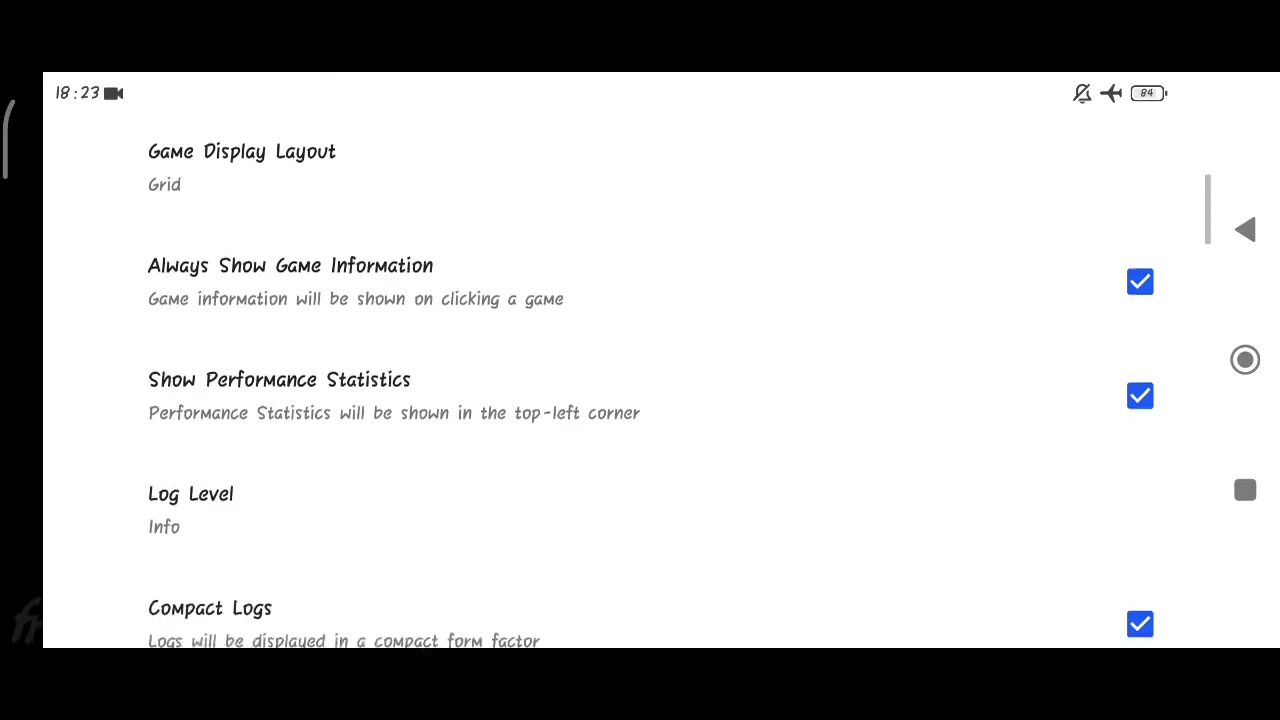 18:23
84
Game Display Layout
Grid
Always Show Game Information
Game information will be shown on clicking a game
Show Performance Statistics
Performance Statistics will be shown in the top-left corner
Log Level
Info
Compact Logs
Logs will be displayed in a compact form factor